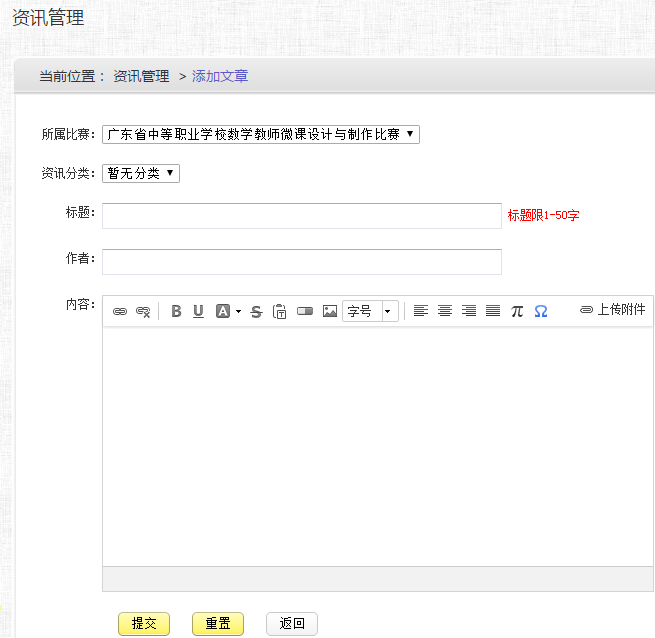 资讯管理
当前位置： 资讯管理 > 添加文章
所属比赛： 广东省中等职业学校数学教师微课设计与制作比赛
资讯分类： 暂无分类
标题： 标题限1-50字
作者：
内容： B U A S 字号 π Ω 上传附件
提交 重置 返回